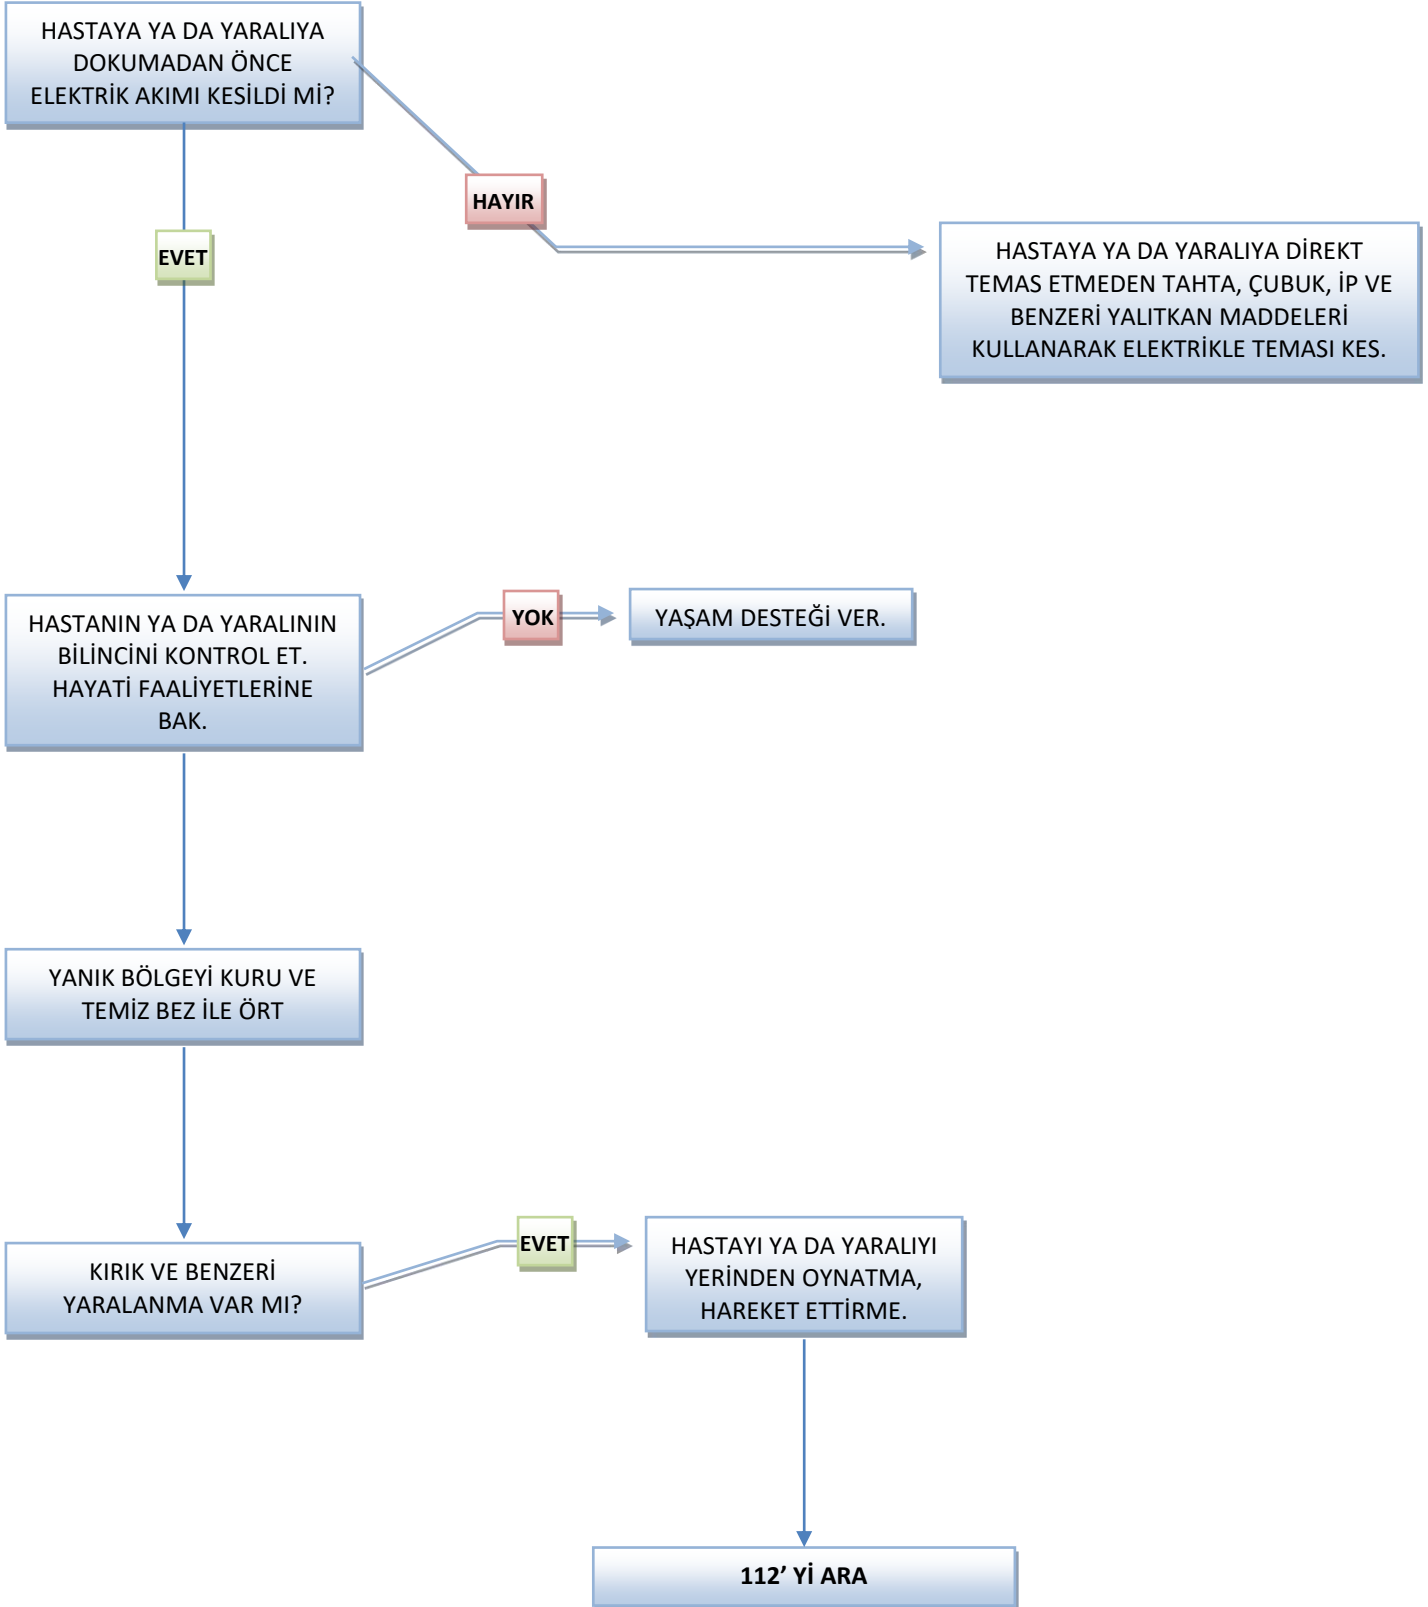 HASTAYA YA DA YARALIYA
DOKUMADAN ÖNCE
ELEKTRİK AKIMI KESİLDİ Mİ?
HAYIR
EVET
HASTAYA YA DA YARALIYA DİREKT
TEMAS ETMEDEN TAHTA, ÇUBUK, İP VE
BENZERİ YALITKAN MADDELERİ
KULLANARAK ELEKTRİKLE TEMASI KES.
HASTANIN YA DA YARALININ
BİLİNCİNİ KONTROL ET.
HAYATİ FAALİYETLERİNE
BAK.
YOK
YAŞAM DESTEĞİ VER.
YANIK BÖLGEYİ KURU VE
TEMİZ BEZ İLE ÖRT
KIRIK VE BENZERİ
YARALANMA VAR MI?
EVET
HASTAYI YA DA YARALIYI
YERİNDEN OYNATMA,
HAREKET ETTİRME.
112’ Yİ ARA